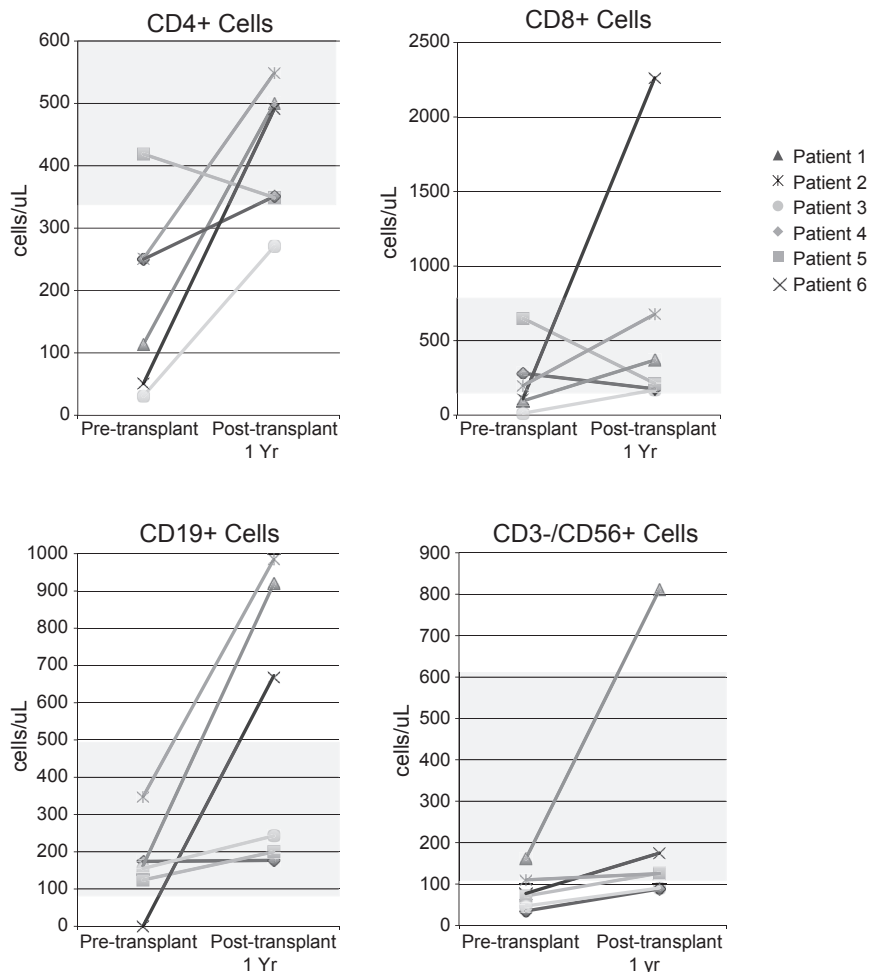 CD4+ Cells
600
500
400
300
200
100
0
cells/uL
Pre-transplant Post-transplant
1 Yr
CD8+ Cells
2500
2000
1500
1000
500
0
cells/uL
Pre-transplant Post-transplant
1 Yr
Patient 1
Patient 2
Patient 3
Patient 4
Patient 5
Patient 6
CD19+ Cells
1000
900
800
700
600
500
400
300
200
100
0
cells/uL
Pre-transplant Post-transplant
1 Yr
CD3-/CD56+ Cells
900
800
700
600
500
400
300
200
100
0
cells/uL
Pre-transplant Post-transplant
1 yr